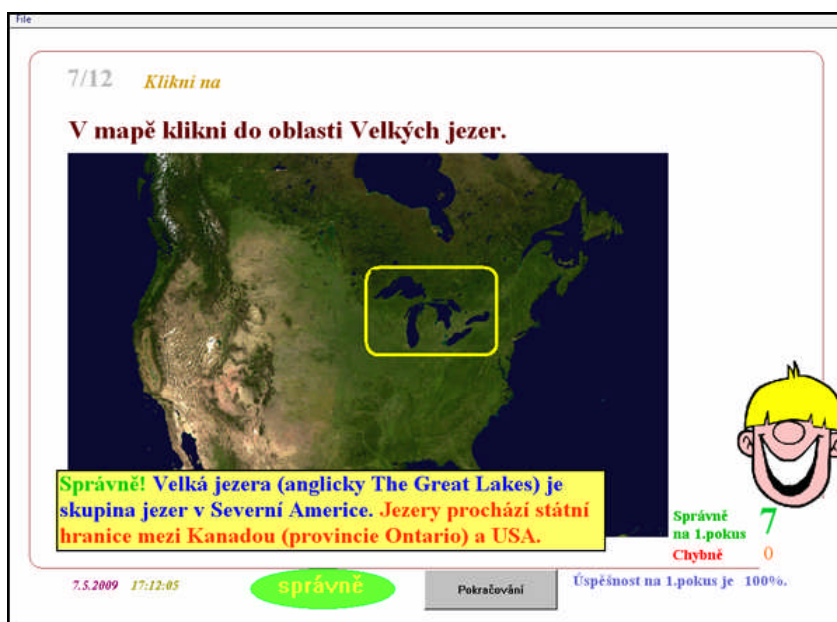 File
7/12 Klikni na
V mapě klikni do oblasti Velkých jezer.
Správně! Velká jezera (anglicky The Great Lakes) je
skupina jezer v Severní Americe. Jezery prochází státní
hranice mezi Kanadou (provincie Ontario) a USA.
Správně
na 1.pokus 7
Chybně 0
7.5.2009 17:12:05 správně Pokračování Úspěšnost na 1.pokus je 100%.